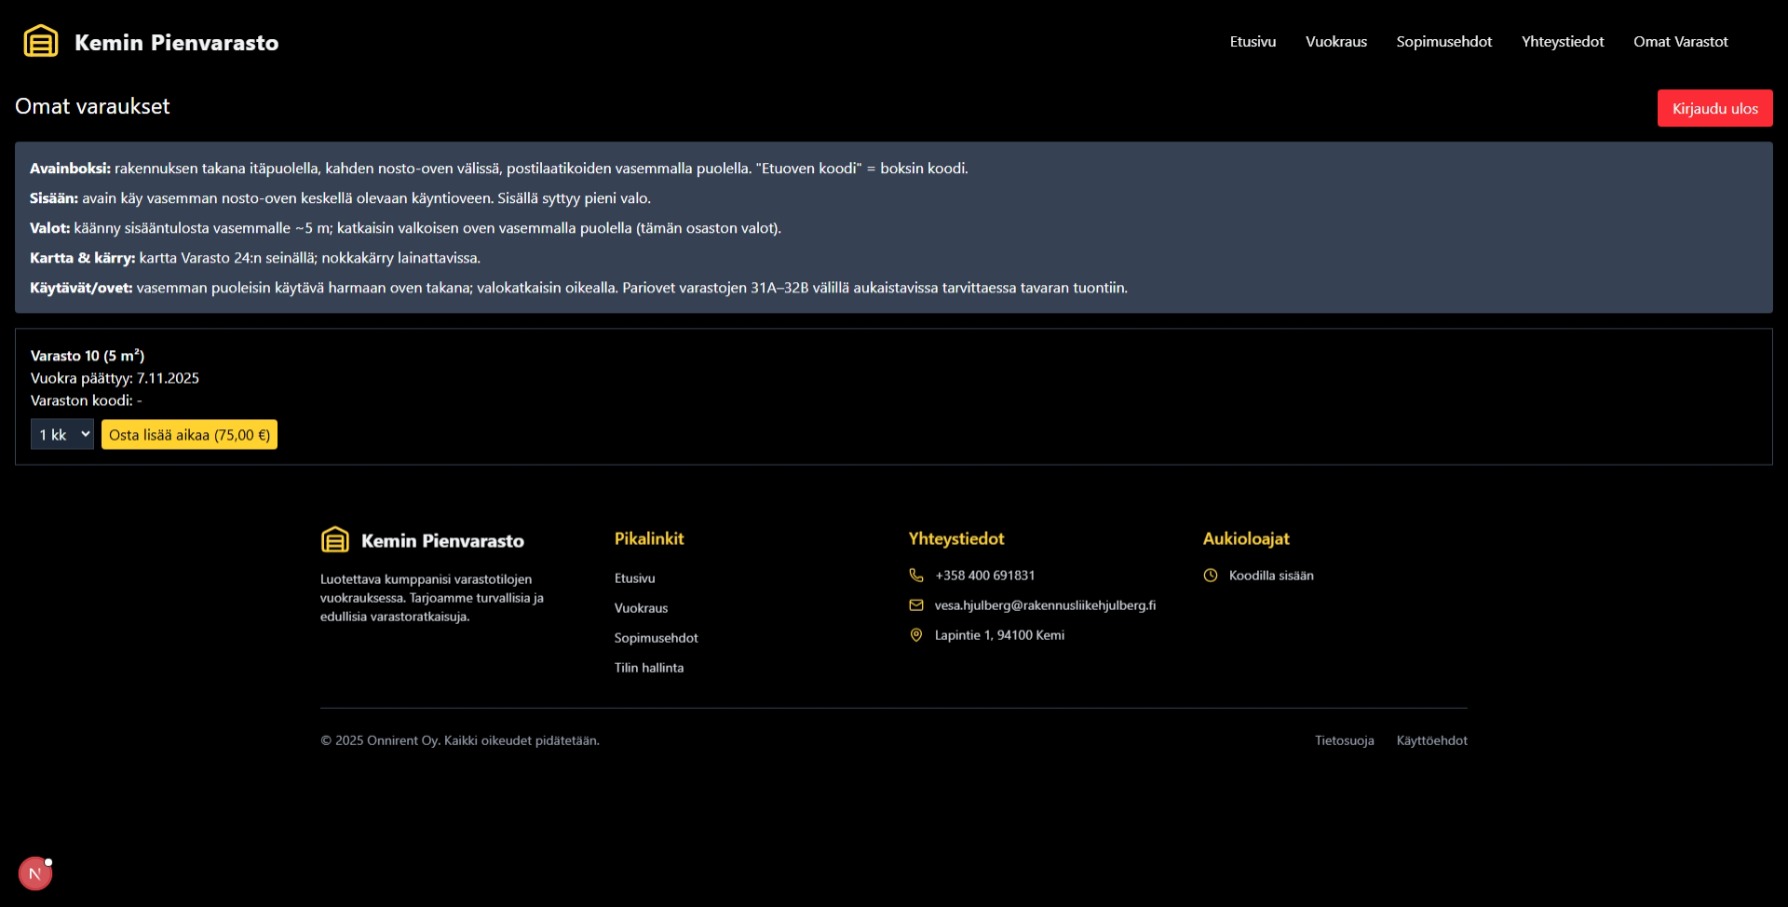 Kemin Pienvarasto
Etusivu
Vuokraus
Sopimusehdot
Yhteystiedot
Omat Varastot
Omat varaukset
Kirjaudu ulos
Avainboksi: rakennuksen takana itäpuolella, kahden nosto-oven välissä, postilaatikoiden vasemmalla puolella. "Etuoven koodi" = boksin koodi.
Sisään: avain käy vasemman nosto-oven keskellä olevaan käyntioveen. Sisällä syttyy pieni valo.
Valot: käänny sisääntulosta vasemmalle ~5 m; katkaisin valkoisen oven vasemmalla puolella (tämän osaston valot).
Kartta & kärry: kartta Varasto 24:n seinällä; nokkakärry lainattavissa.
Käytävät/ovet: vasemman puoleisin käytävä harmaan oven takana; valokatkaisin oikealla. Pariovet varastojen 31A–32B välillä aukaistavissa tarvittaessa tavaran tuontiin.
Varasto 10 (5 m²)
Vuokra päättyy: 7.11.2025
Varaston koodi: -
1 kk
Osta lisää aikaa (75,00 €)
Kemin Pienvarasto
Luotettava kumppanisi varastotilojen
vuokrauksessa. Tarjoamme turvallisia ja
edullisia varastoratkaisuja.
Pikalinkit
Etusivu
Vuokraus
Sopimusehdot
Tilin hallinta
Yhteystiedot
+358 400 691831
vesa.hjulberg@rakennusliikehjulberg.fi
Lapintie 1, 94100 Kemi
Aukioloajat
Koodilla sisään
© 2025 Onnirent Oy. Kaikki oikeudet pidätetään.
Tietosuoja
Käyttöehdot
N